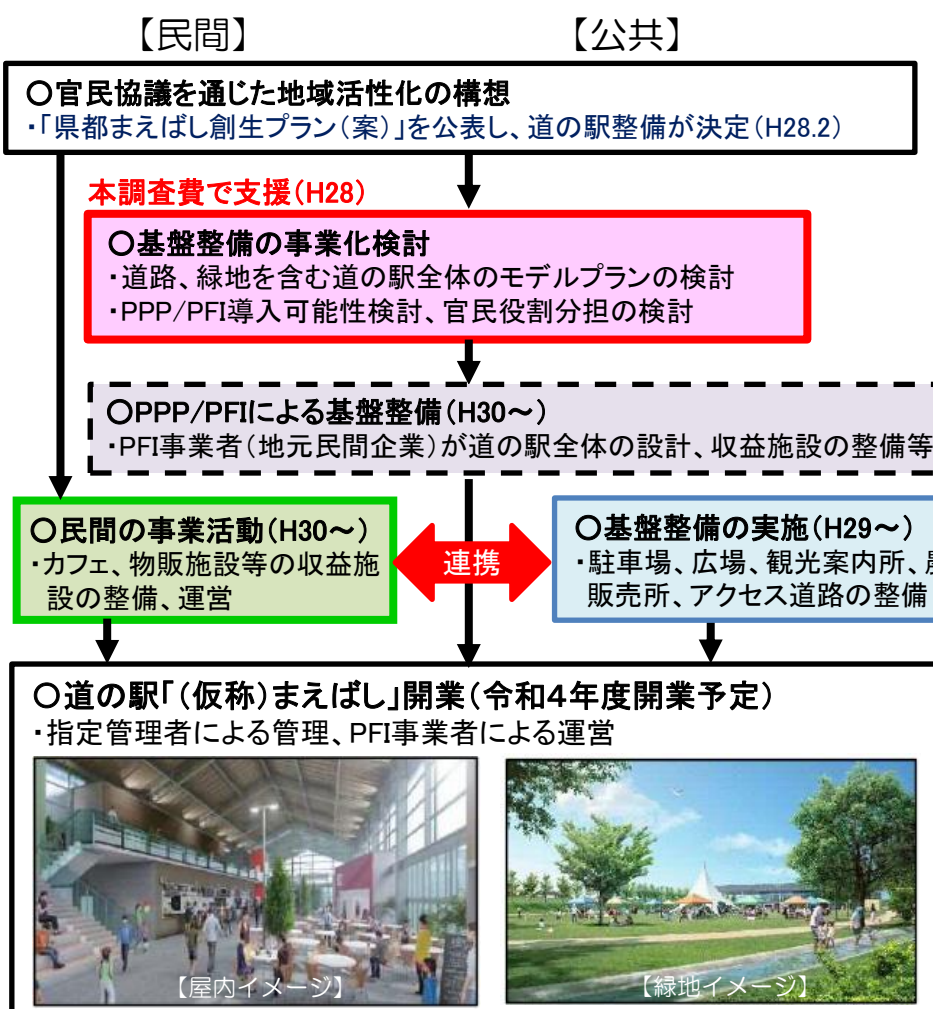 【民間】 【公共】
○官民協議を通じた地域活性化の構想
・「県都まえばし創生プラン（案）」を公表し、道の駅整備が決定（H28.2）
本調査費で支援（H28）
○基盤整備の事業化検討
・道路、緑地を含む道の駅全体のモデルプランの検討
・PPP/PFI導入可能性検討、官民役割分担の検討
○PPP/PFIによる基盤整備（H30～）
・PFI事業者（地元民間企業）が道の駅全体の設計、収益施設の整備等
○民間の事業活動（H30～）
・カフェ、物販施設等の収益施
設の整備、運営
連携
○基盤整備の実施（H29～）
・駐車場、広場、観光案内所、
販売所、アクセス道路の整備
○道の駅「（仮称）まえばし」開業（令和4年度開業予定）
・指定管理者による管理、PFI事業者による運営
【屋内イメージ】
【緑地イメージ】